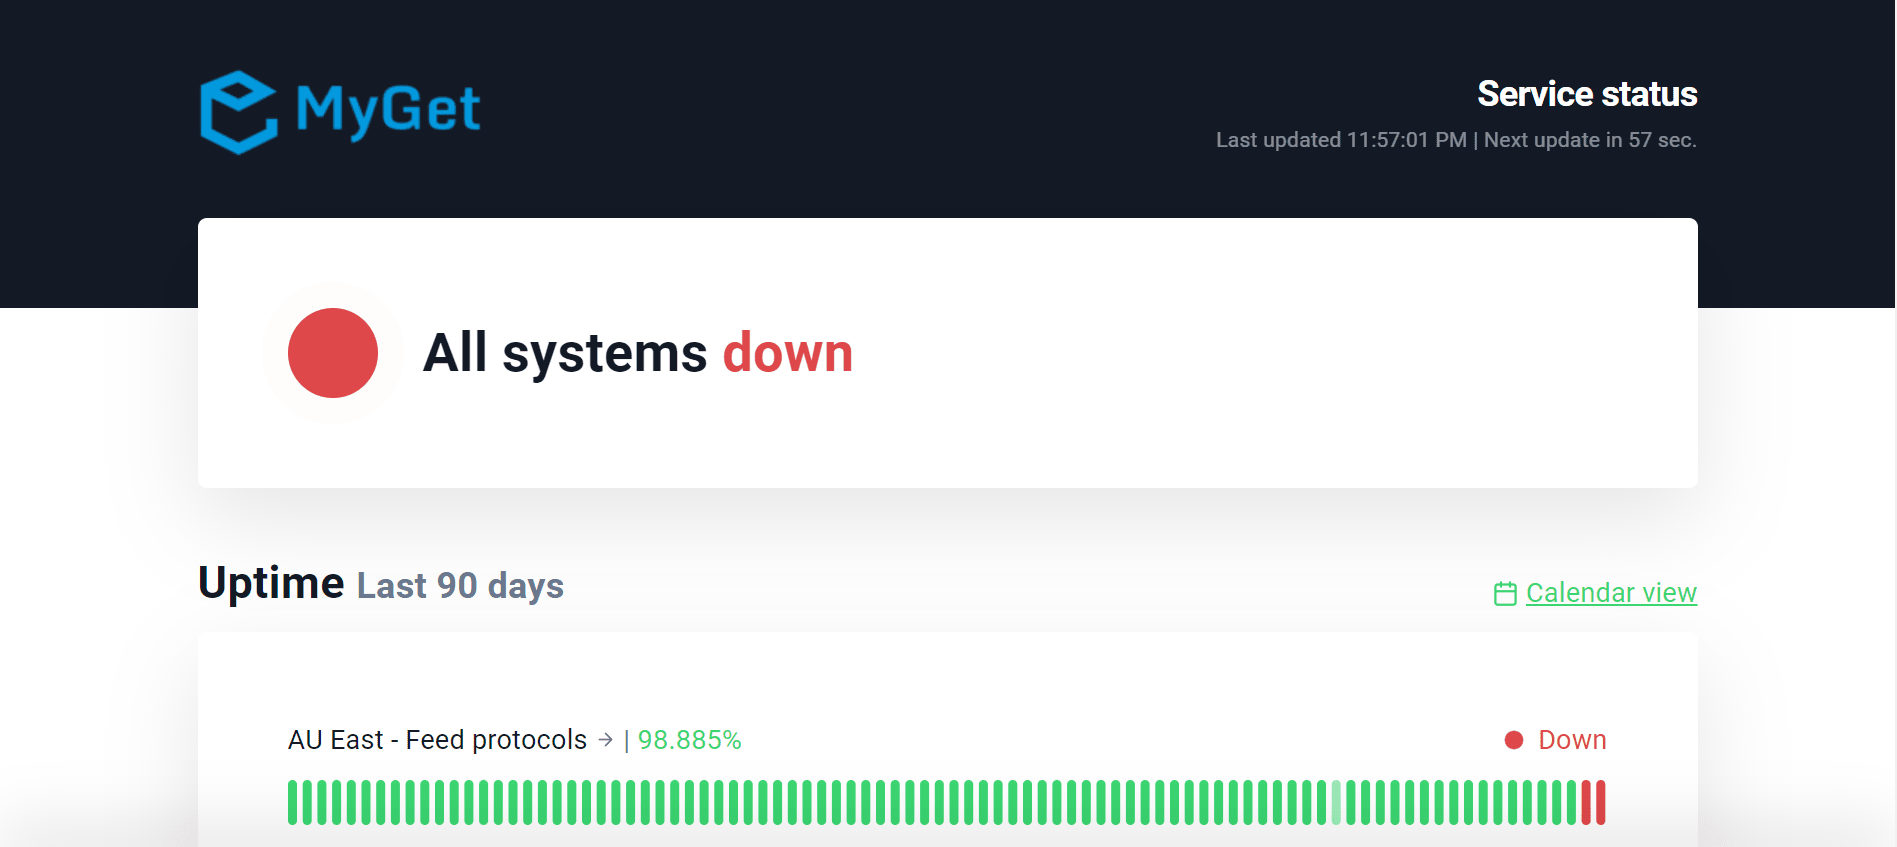 MyGet
Service status
Last updated 11:57:01 PM | Next update in 57 sec.
All systems down
Uptime Last 90 days
Calendar view
AU East - Feed protocols → | 98.885%
Down